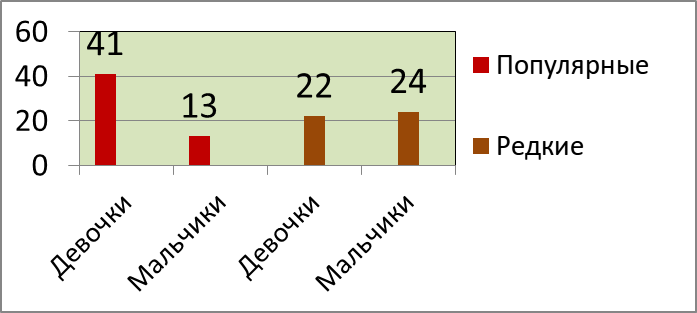 60
40
20
0
41
13
22
24
Девочки
Мальчики
Девочки
Мальчики
Популярные
Редкие